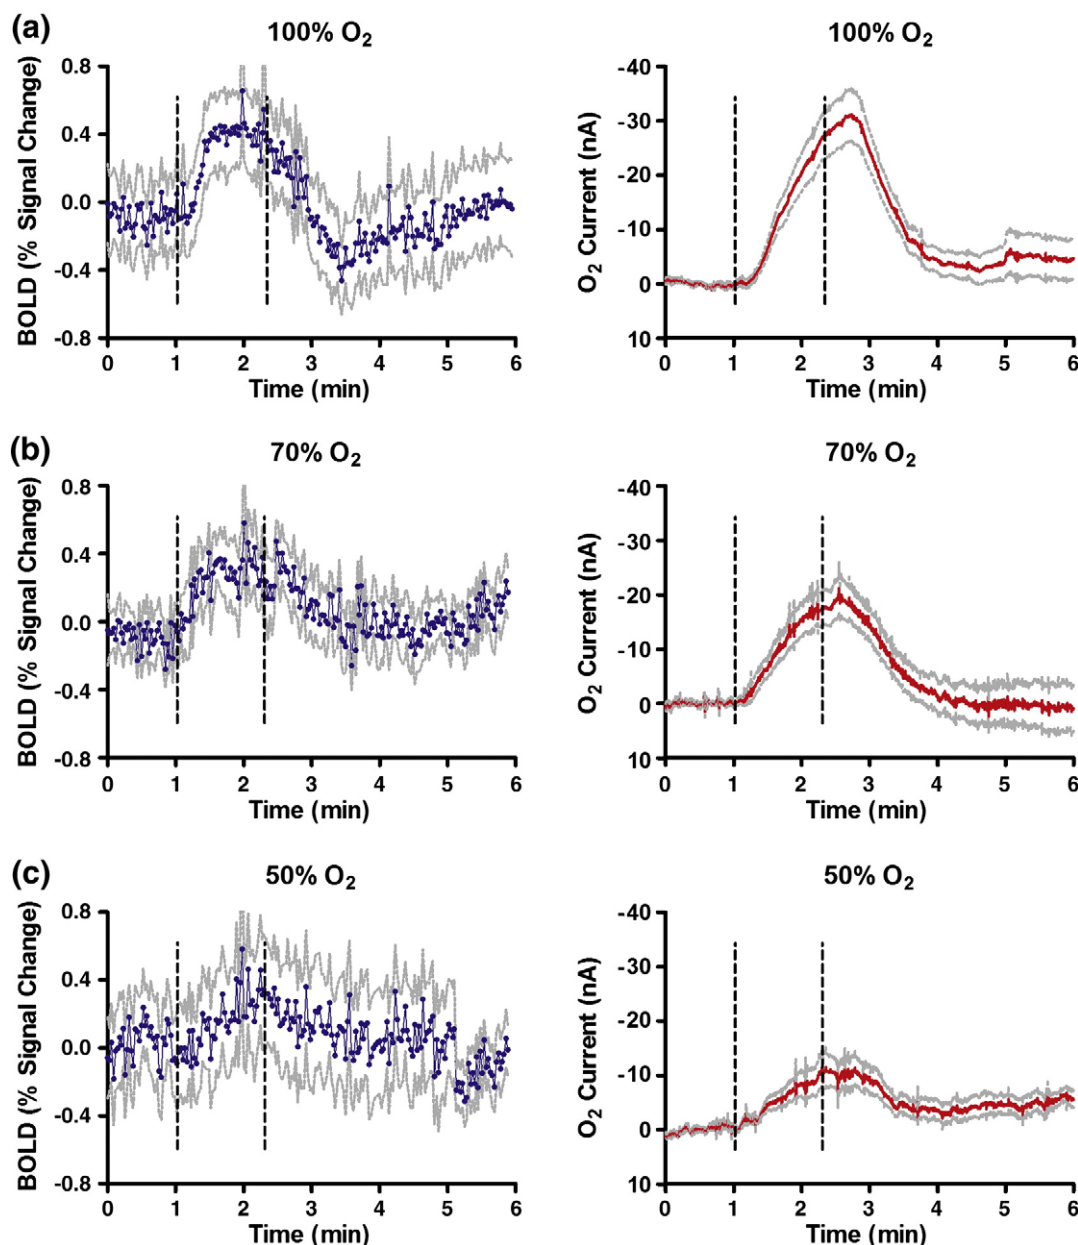 (a)
100% O₂
BOLD (% Signal Change)
0.8
0.4
0.0
-0.4
-0.8
0 1 2 3 4 5 6
Time (min)
100% O₂
O₂ Current (nA)
-40
-30
-20
-10
0
10
0 1 2 3 4 5 6
Time (min)
(b)
70% O₂
BOLD (% Signal Change)
0.8
0.4
0.0
-0.4
-0.8
0 1 2 3 4 5 6
Time (min)
70% O₂
O₂ Current (nA)
-40
-30
-20
-10
0
10
0 1 2 3 4 5 6
Time (min)
(c)
50% O₂
BOLD (% Signal Change)
0.8
0.4
0.0
-0.4
-0.8
0 1 2 3 4 5 6
Time (min)
50% O₂
O₂ Current (nA)
-40
-30
-20
-10
0
10
0 1 2 3 4 5 6
Time (min)